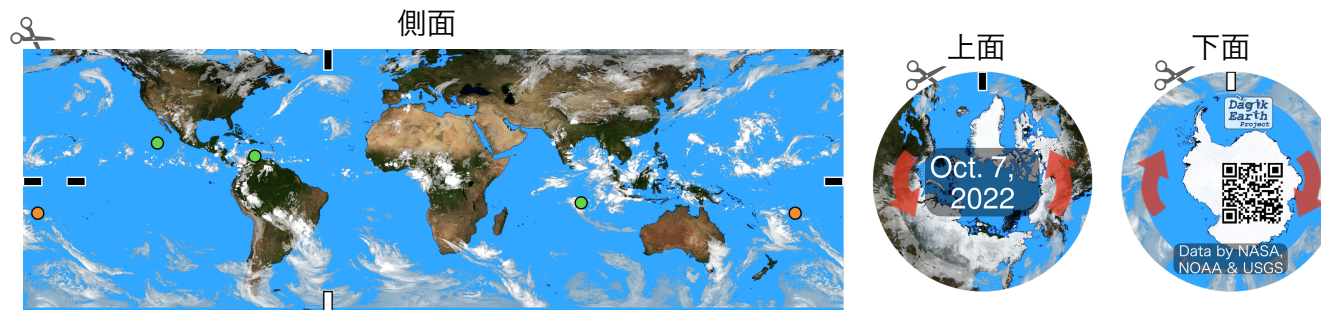 側面
上面
下面
Oct. 7,
2022
Dagik
Earth
Project
Data by NASA,
NOAA & USGS